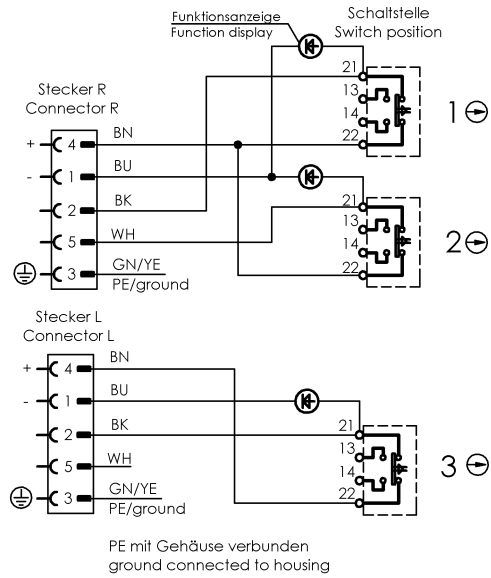 Funktionsanzeige
Function display
Schaltstelle
Switch position
Stecker R
Connector R
+ 4 BN
- 1 BU
2 BK
5 WH
3 GN/YE
PE/ground
21
13
14
22
1
21
13
14
22
2
Stecker L
Connector L
+ 4 BN
- 1 BU
2 BK
5 WH
3 GN/YE
PE/ground
21
13
14
22
3
PE mit Gehäuse verbunden
ground connected to housing